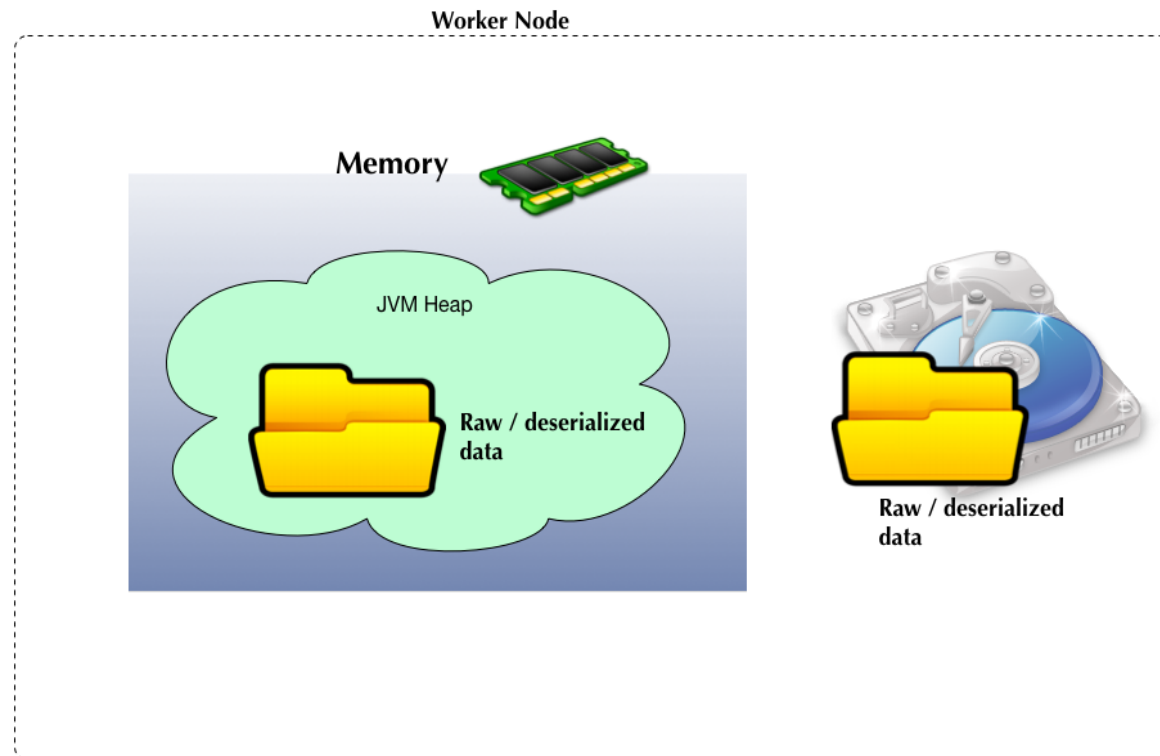 Worker Node
Memory
JVM Heap
Raw / deserialized
data
Raw / deserialized
data